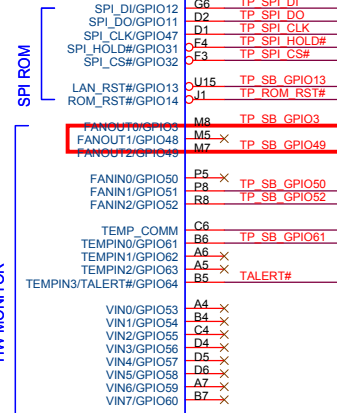 SPI_DI/GPIO12 G6 TP_SPI_DI
SPI_DO/GPIO11 D2 TP_SPI_DO
SPI_CLK/GPIO47 D1 TP_SPI_CLK
SPI_HOLD#/GPIO31 F4 TP_SPI_HOLD#
SPI_CS#/GPIO32 F3 TP_SPI_CS#
SPI ROM
LAN_RST#/GPIO13 U15 TP_SB_GPIO13
ROM_RST#/GPIO14 J1 TP_ROM_RST#
FANOUT0/GPIO3 M8 TP_SB_GPIO3
FANOUT1/GPIO48 M5
FANOUT2/GPIO49 M7 TP_SB_GPIO49
FANIN0/GPIO50 P5
FANIN1/GPIO51 P8 TP_SB_GPIO50
FANIN2/GPIO52 R8 TP_SB_GPIO52
TEMP_COMM C6
TEMPIN0/GPIO61 B6 TP_SB_GPIO61
TEMPIN1/GPIO62 A6
TEMPIN2/GPIO63 A5
TEMPIN3/TALERT#/GPIO64 B5 TALERT#
HW MONITOR
VIN0/GPIO53 A4
VIN1/GPIO54 B4
VIN2/GPIO55 C4
VIN3/GPIO56 D4
VIN4/GPIO57 D5
VIN5/GPIO58 D6
VIN6/GPIO59 A7
VIN7/GPIO60 B7